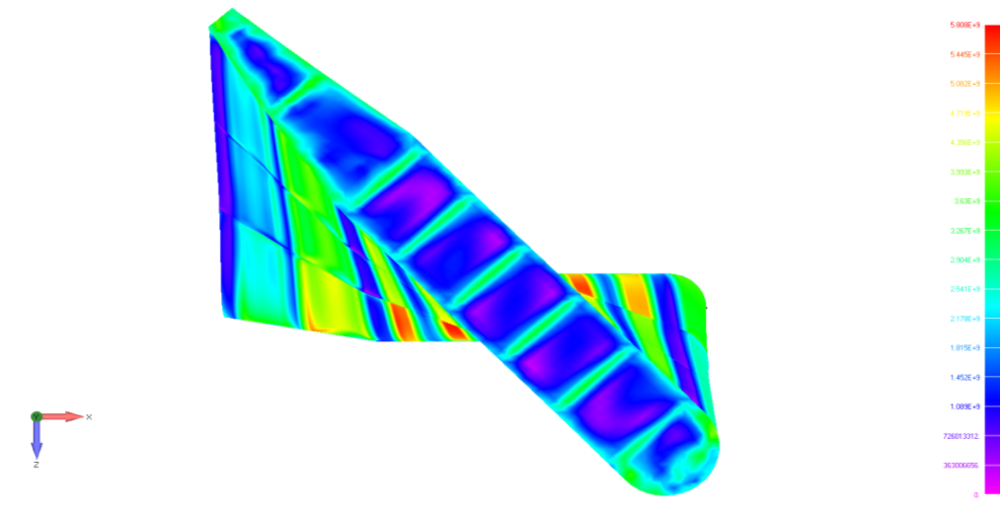 5.808E+9
5.445E+9
5.082E+9
4.719E+9
4.356E+9
3.993E+9
3.63E+9
3.267E+9
2.904E+9
2.541E+9
2.178E+9
1.815E+9
1.452E+9
1.089E+9
726013312.
363006656.
0.
Y
X
Z